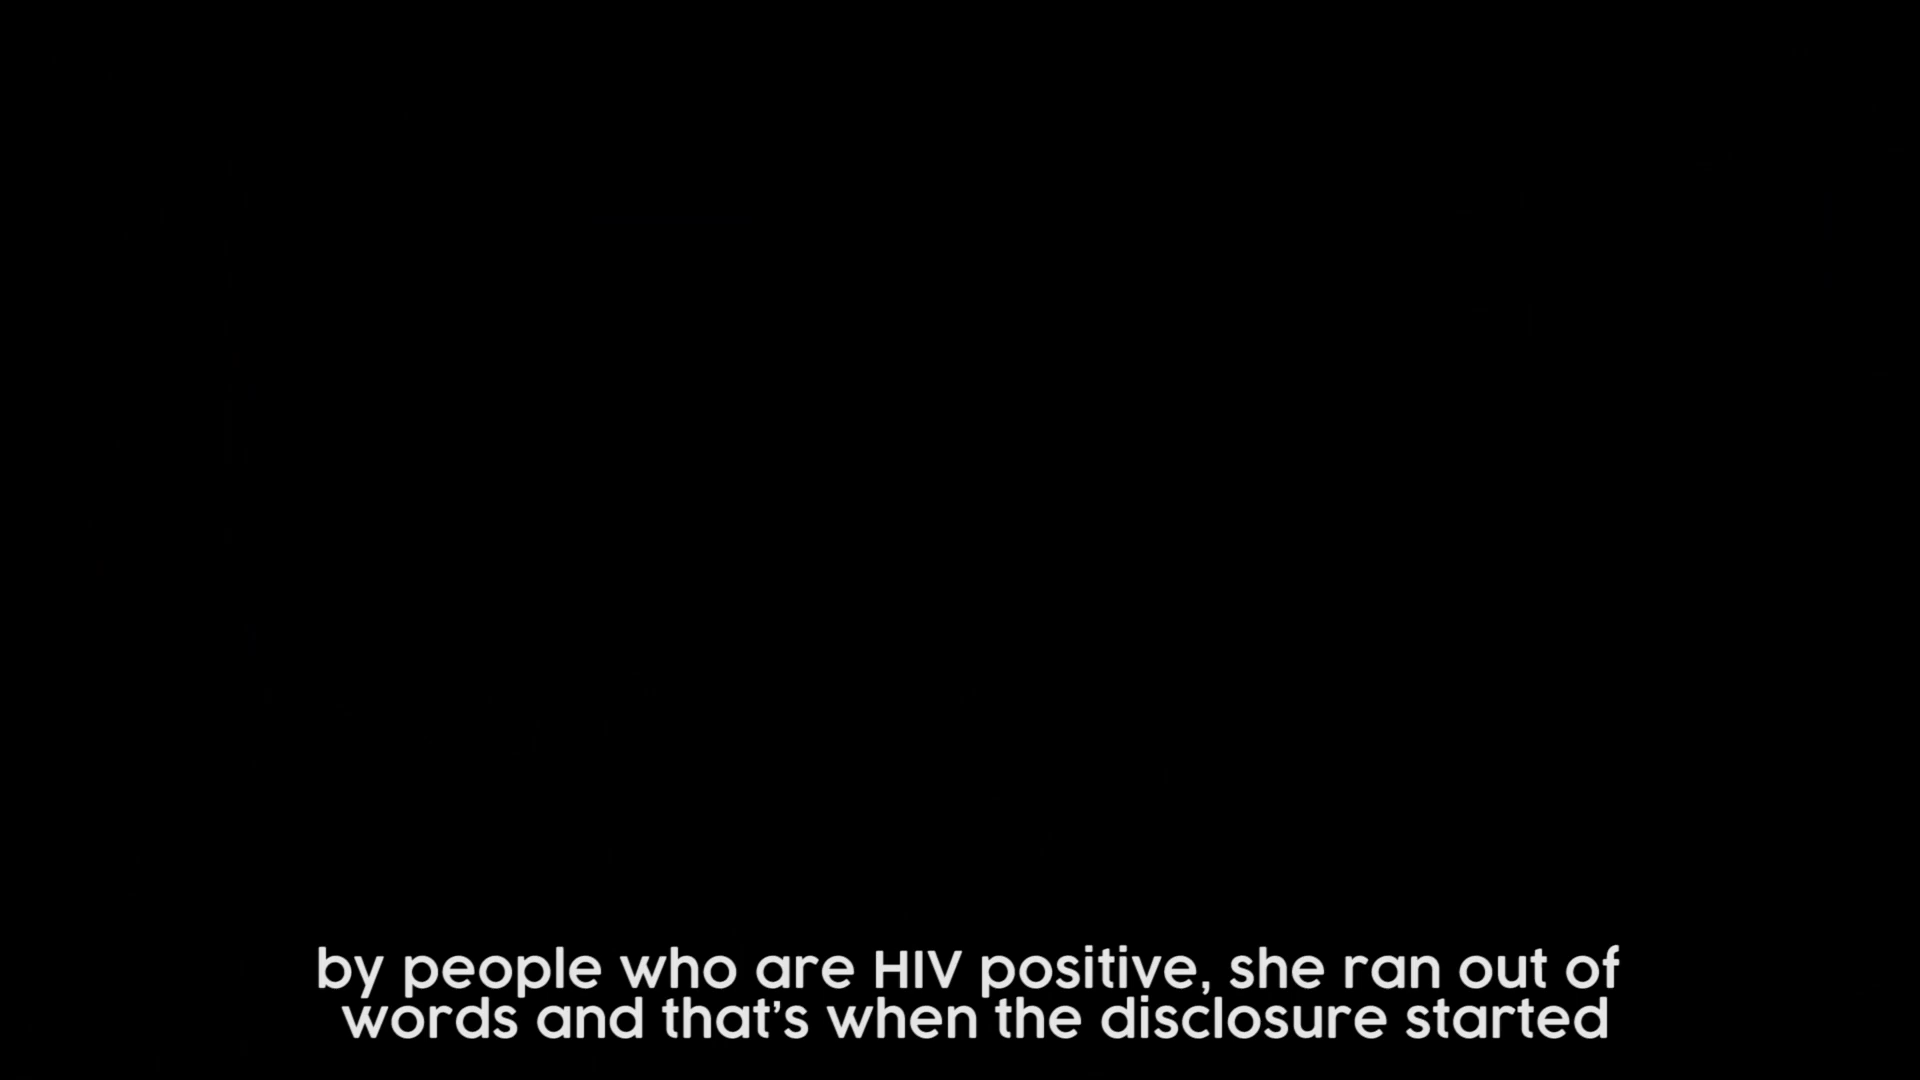 by people who are HIV positive, she ran out of
words and that's when the disclosure started